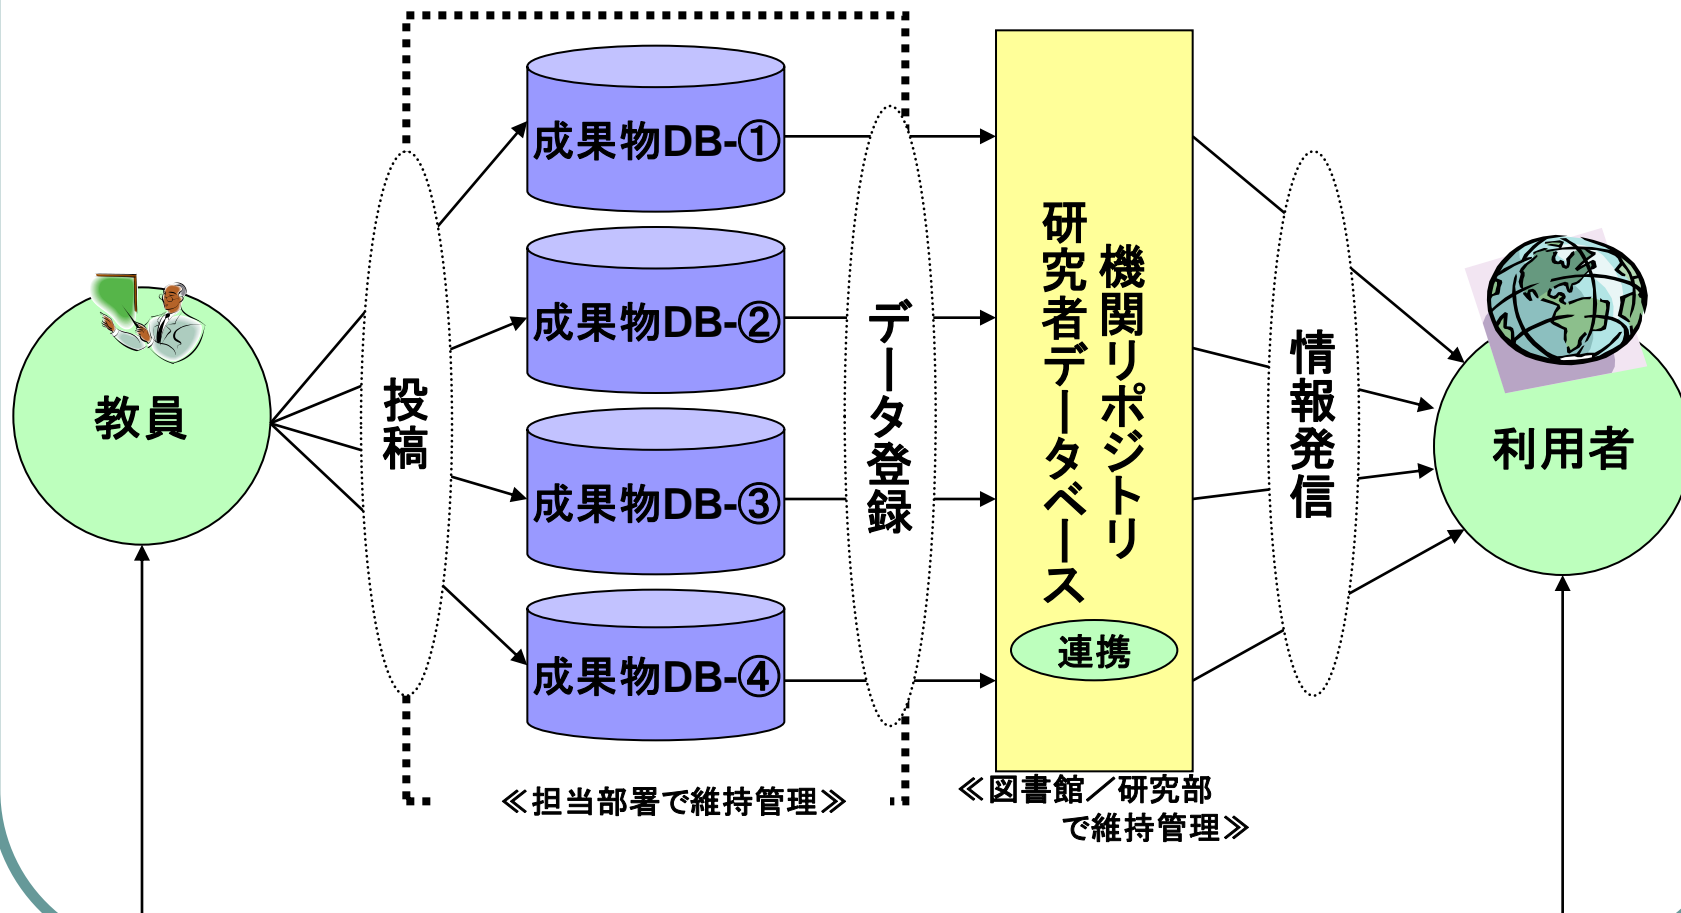 教員
投稿
成果物DB-①
成果物DB-②
成果物DB-③
成果物DB-④
≪担当部署で維持管理≫
データ登録
機関リポジトリ
研究者データベース
連携
≪図書館／研究部
で維持管理≫
情報発信
利用者